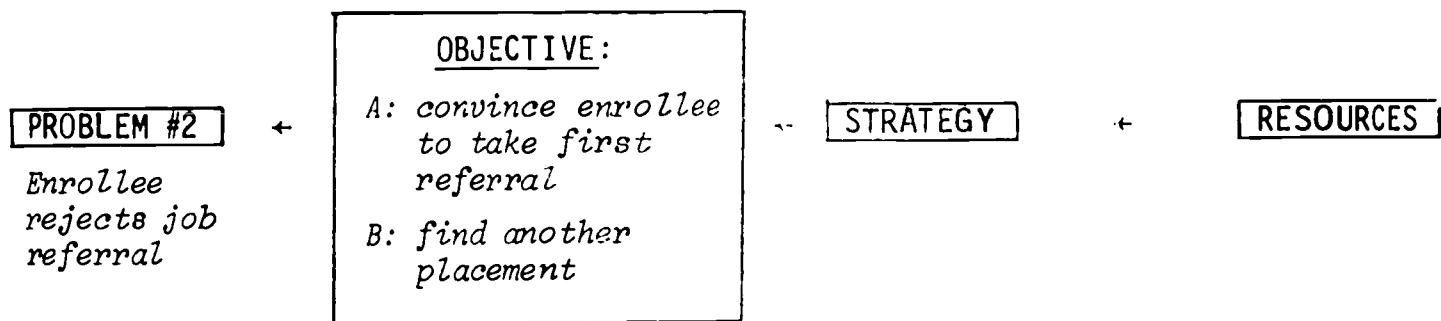 PROBLEM #2
Enrollee
rejects job
referral
←
OBJECTIVE:
A: convince enrollee
to take first
referral
B: find another
placement
←
STRATEGY
←
RESOURCES